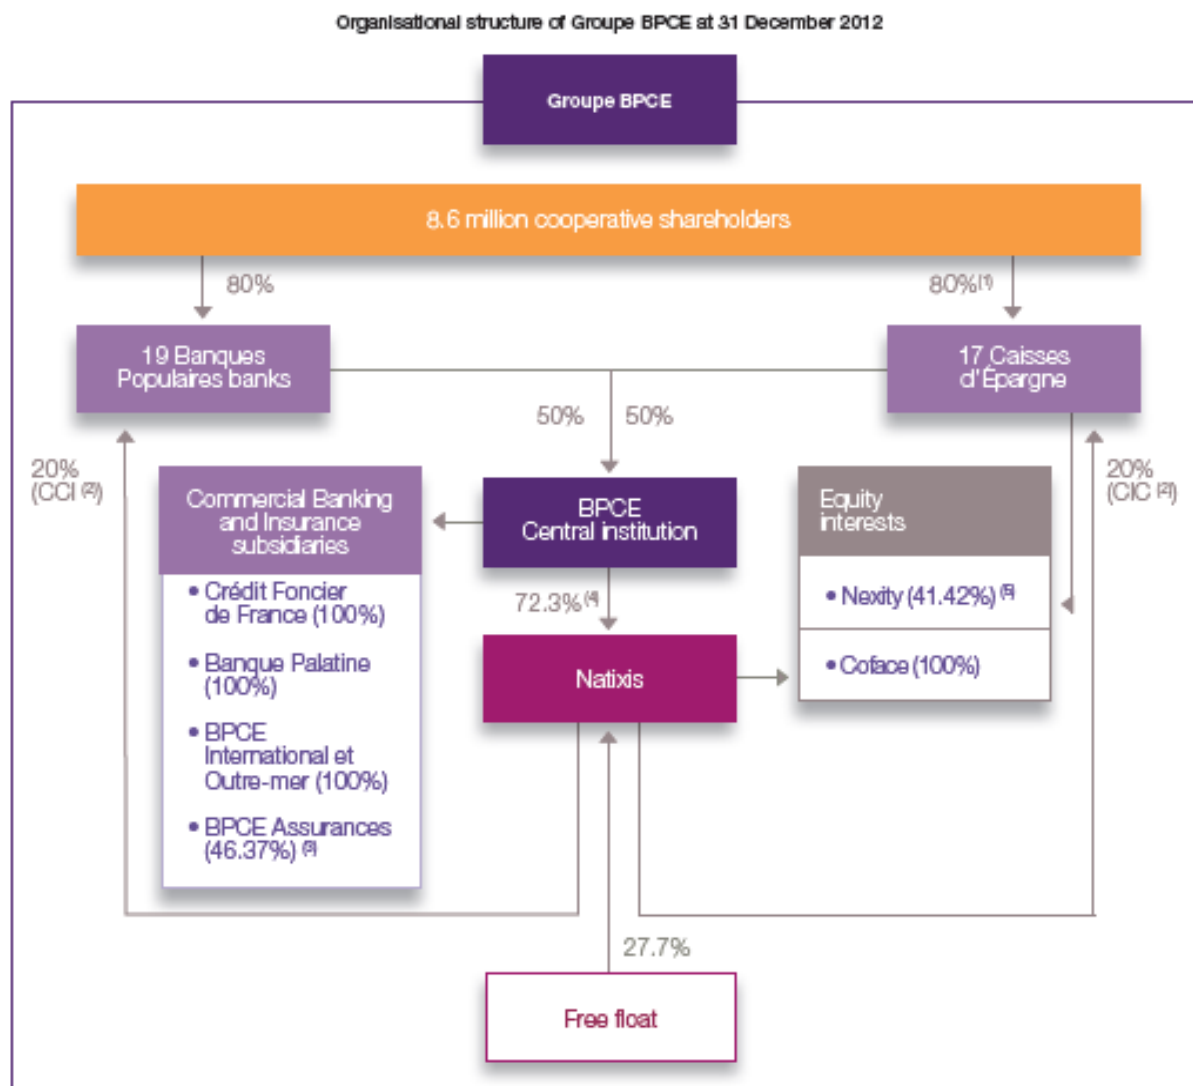 Organisational structure of Groupe BPCE at 31 December 2012
Groupe BPCE
8.6 million cooperative shareholders
80%
80%(1)
19 Banques
Populaires banks
17 Caisses
d'Épargne
50%
50%
20%
(CCI (2))
20%
(CIC (2))
Commercial Banking
and Insurance
subsidiaries
• Crédit Foncier
de France (100%)
• Banque Palatine
(100%)
• BPCE
International et
Outre-mer (100%)
• BPCE Assurances
(46.37%) (3)
BPCE
Central institution
72.3%(4)
Natixis
Equity
interests
• Nexity (41.42%) (5)
• Coface (100%)
27.7%
Free float